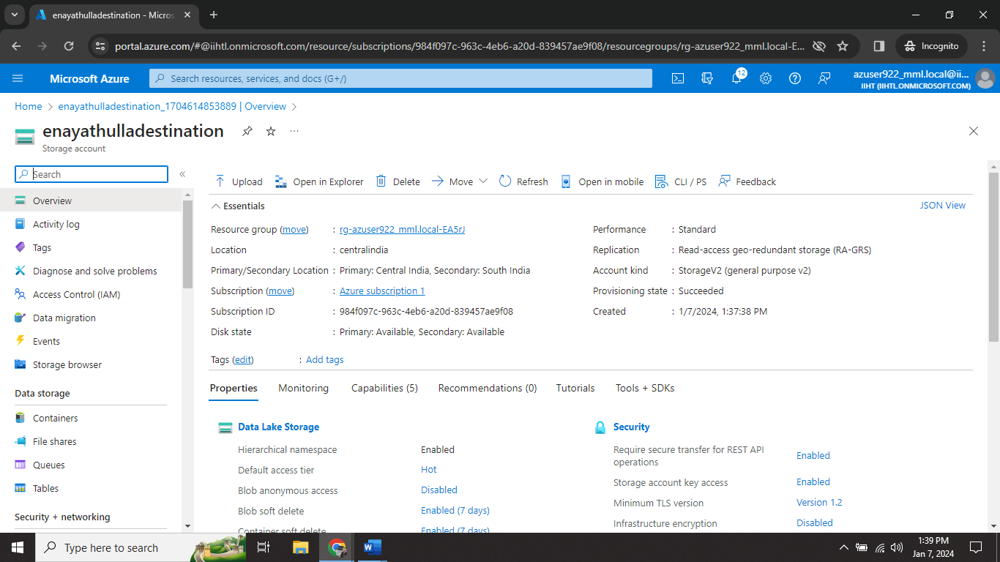 enayathulladestination - Micros
portal.azure.com/#@iihtl.onmicrosoft.com/resource/subscriptions/984f097c-963c-4eb6-a20d-839457ae9f08/resourcegroups/rg-azuser922_mml.local-E...
Incognito
Microsoft Azure
Search resources, services, and docs (G+/)
12
azuser922_mml.local@ii...
IIHT (IIHTL.ONMICROSOFT.COM)
Home > enayathulladestination_1704614853889 | Overview >
enayathulladestination
Storage account
Search
Upload Open in Explorer Delete Move Refresh Open in mobile CLI / PS Feedback
Overview
Activity log
Tags
Diagnose and solve problems
Access Control (IAM)
Data migration
Events
Storage browser
Data storage
Containers
File shares
Queues
Tables
Security + networking
Essentials
JSON View
Resource group (move) : rg-azuser922_mml.local-EA5rJ
Location : centralindia
Primary/Secondary Location : Primary: Central India, Secondary: South India
Subscription (move) : Azure subscription 1
Subscription ID : 984f097c-963c-4eb6-a20d-839457ae9f08
Disk state : Primary: Available, Secondary: Available
Performance : Standard
Replication : Read-access geo-redundant storage (RA-GRS)
Account kind : StorageV2 (general purpose v2)
Provisioning state : Succeeded
Created : 1/7/2024, 1:37:38 PM
Tags (edit) : Add tags
Properties Monitoring Capabilities (5) Recommendations (0) Tutorials Tools + SDKs
Data Lake Storage
Hierarchical namespace Enabled
Default access tier Hot
Blob anonymous access Disabled
Blob soft delete Enabled (7 days)
Container soft delete Enabled (7 days)
Security
Require secure transfer for REST API
operations Enabled
Storage account key access Enabled
Minimum TLS version Version 1.2
Infrastructure encryption Disabled
Type here to search
1:39 PM
Jan 7, 2024